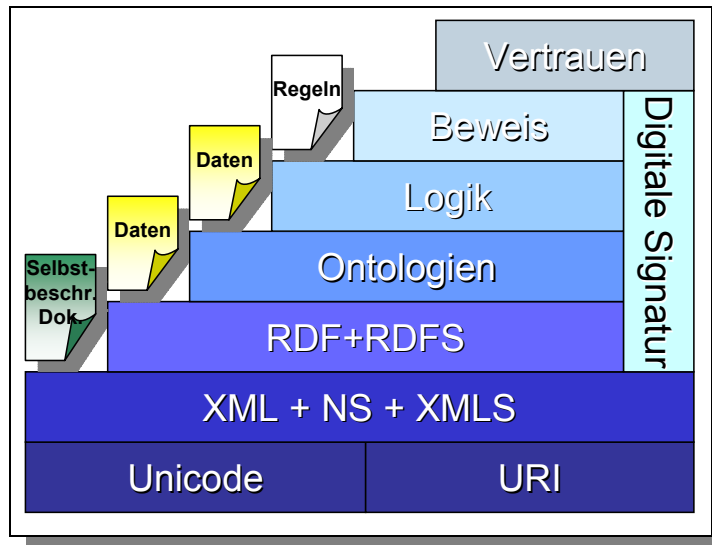 Vertrauen
Regeln
Beweis
Digitale Signatur
Daten
Logik
Daten
Ontologien
Selbst-
beschr.
Dok.
RDF+RDFS
XML + NS + XMLS
Unicode
URI